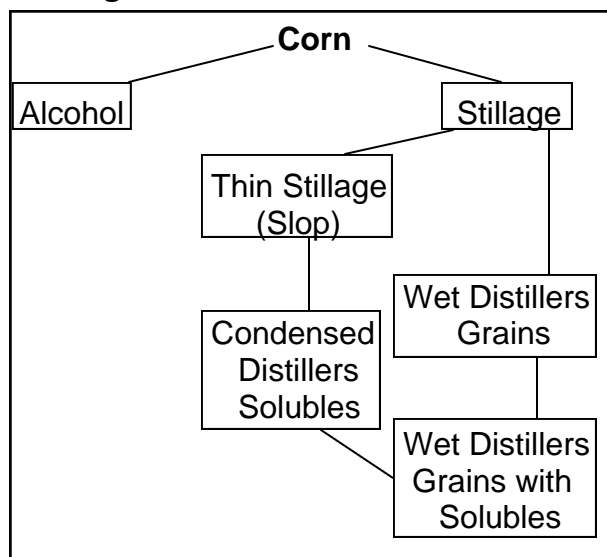 Corn
Alcohol
Stillage
Thin Stillage
(Slop)
Wet Distillers
Grains
Condensed
Distillers
Solubles
Wet Distillers
Grains with
Solubles